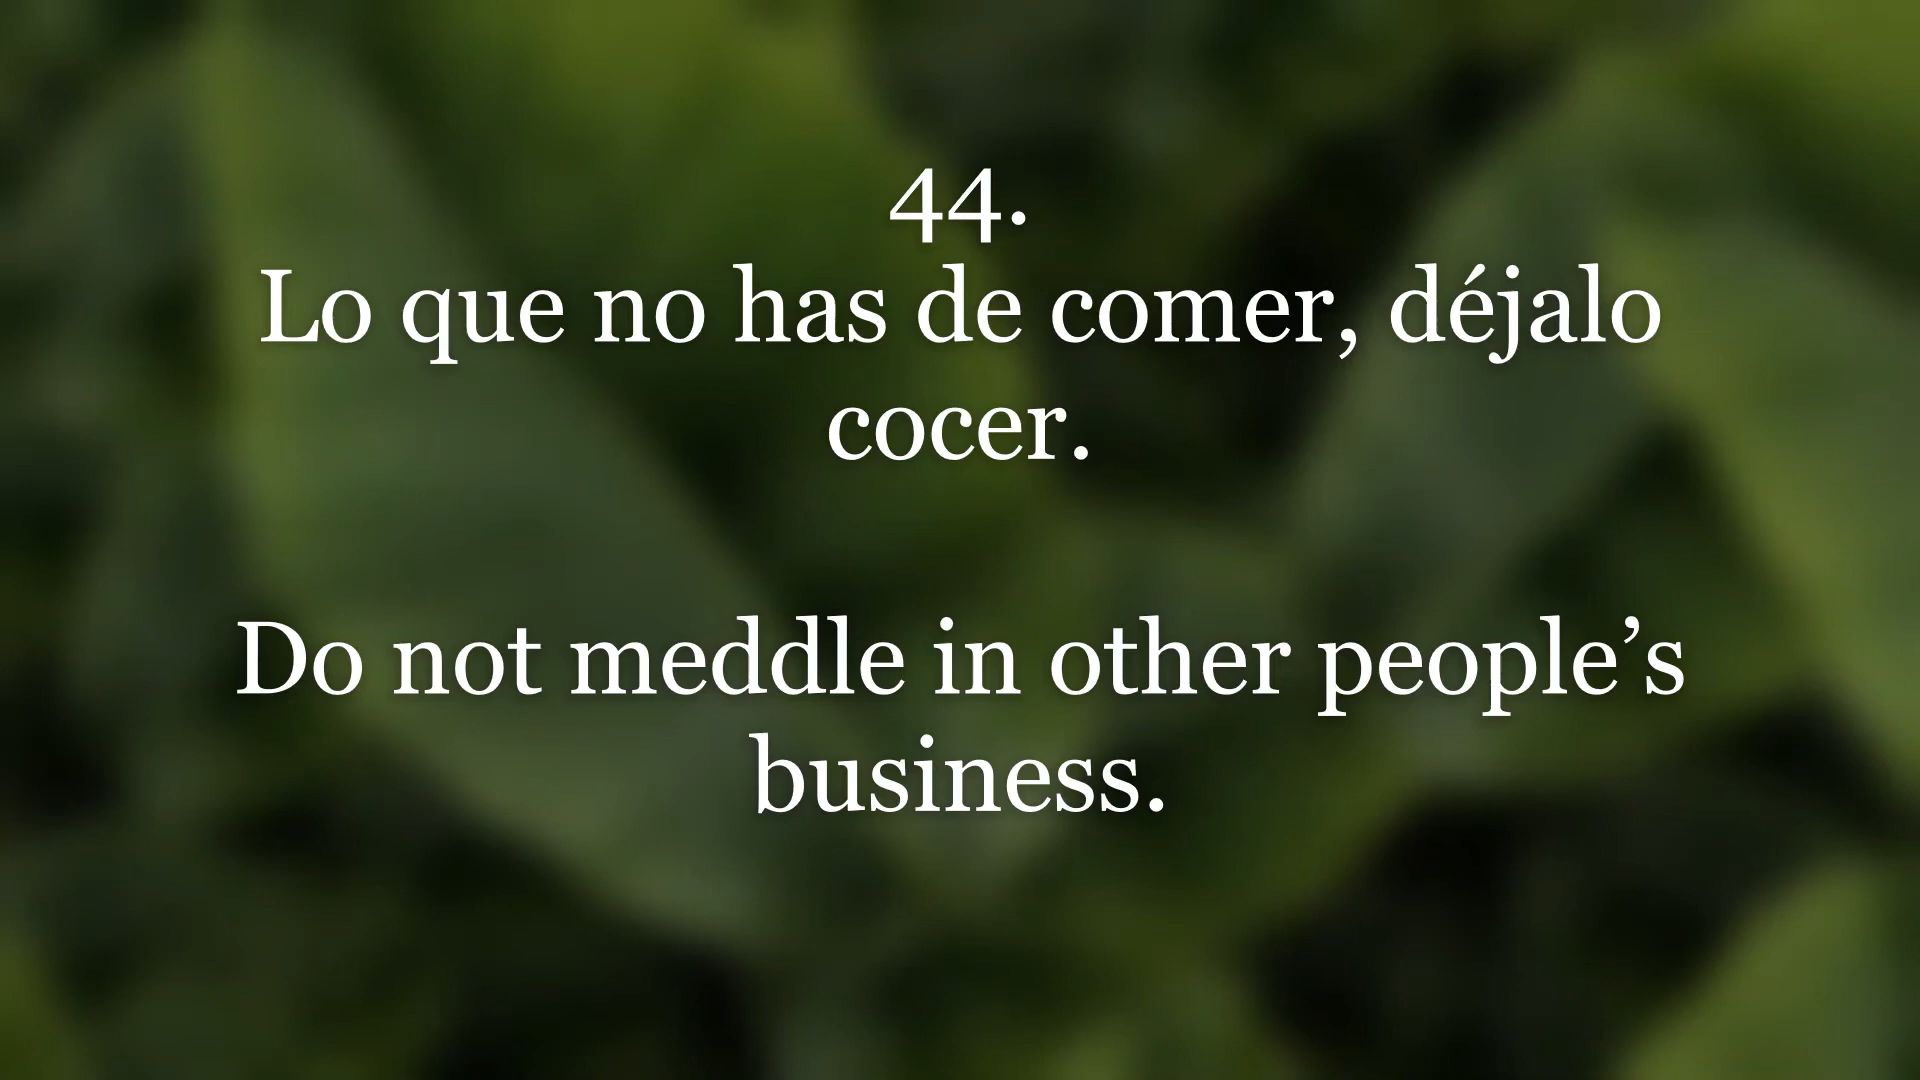 44.
Lo que no has de comer, déjalo
cocer.
Do not meddle in other people’s
business.